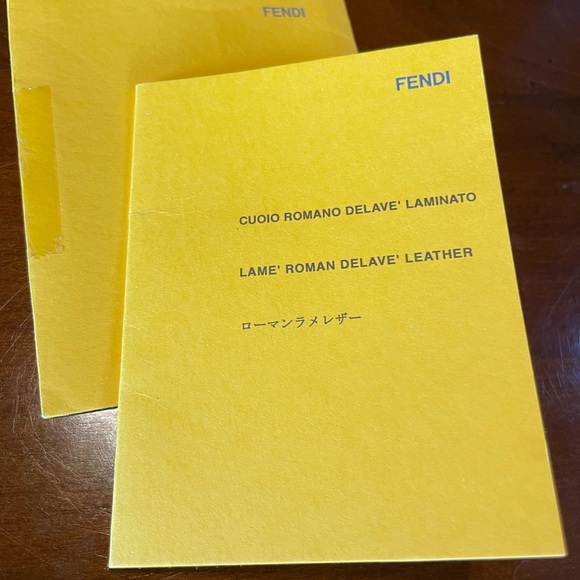 FENDI
FENDI
CUOIO ROMANO DELAVE' LAMINATO
LAME' ROMAN DELAVE' LEATHER
ローマンラメレザー